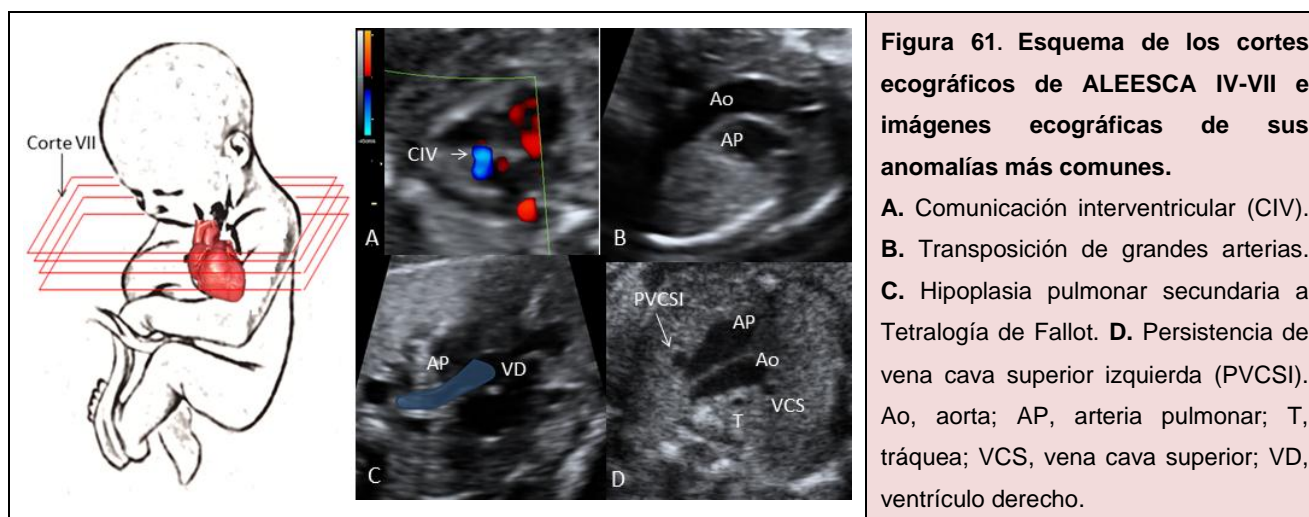 Corte VII
CIV
A
Ao
AP
B
AP
VD
C
PVCSI
AP
Ao
VCS
T
D
Figura 61. Esquema de los cortes
ecográficos de ALEESCA IV-VII e
imágenes ecográficas de sus
anomalías más comunes.
A. Comunicación interventricular (CIV).
B. Transposición de grandes arterias.
C. Hipoplasia pulmonar secundaria a
Tetralogía de Fallot. D. Persistencia de
vena cava superior izquierda (PVCSI).
Ao, aorta; AP, arteria pulmonar; T,
tráquea; VCS, vena cava superior; VD,
ventrículo derecho.